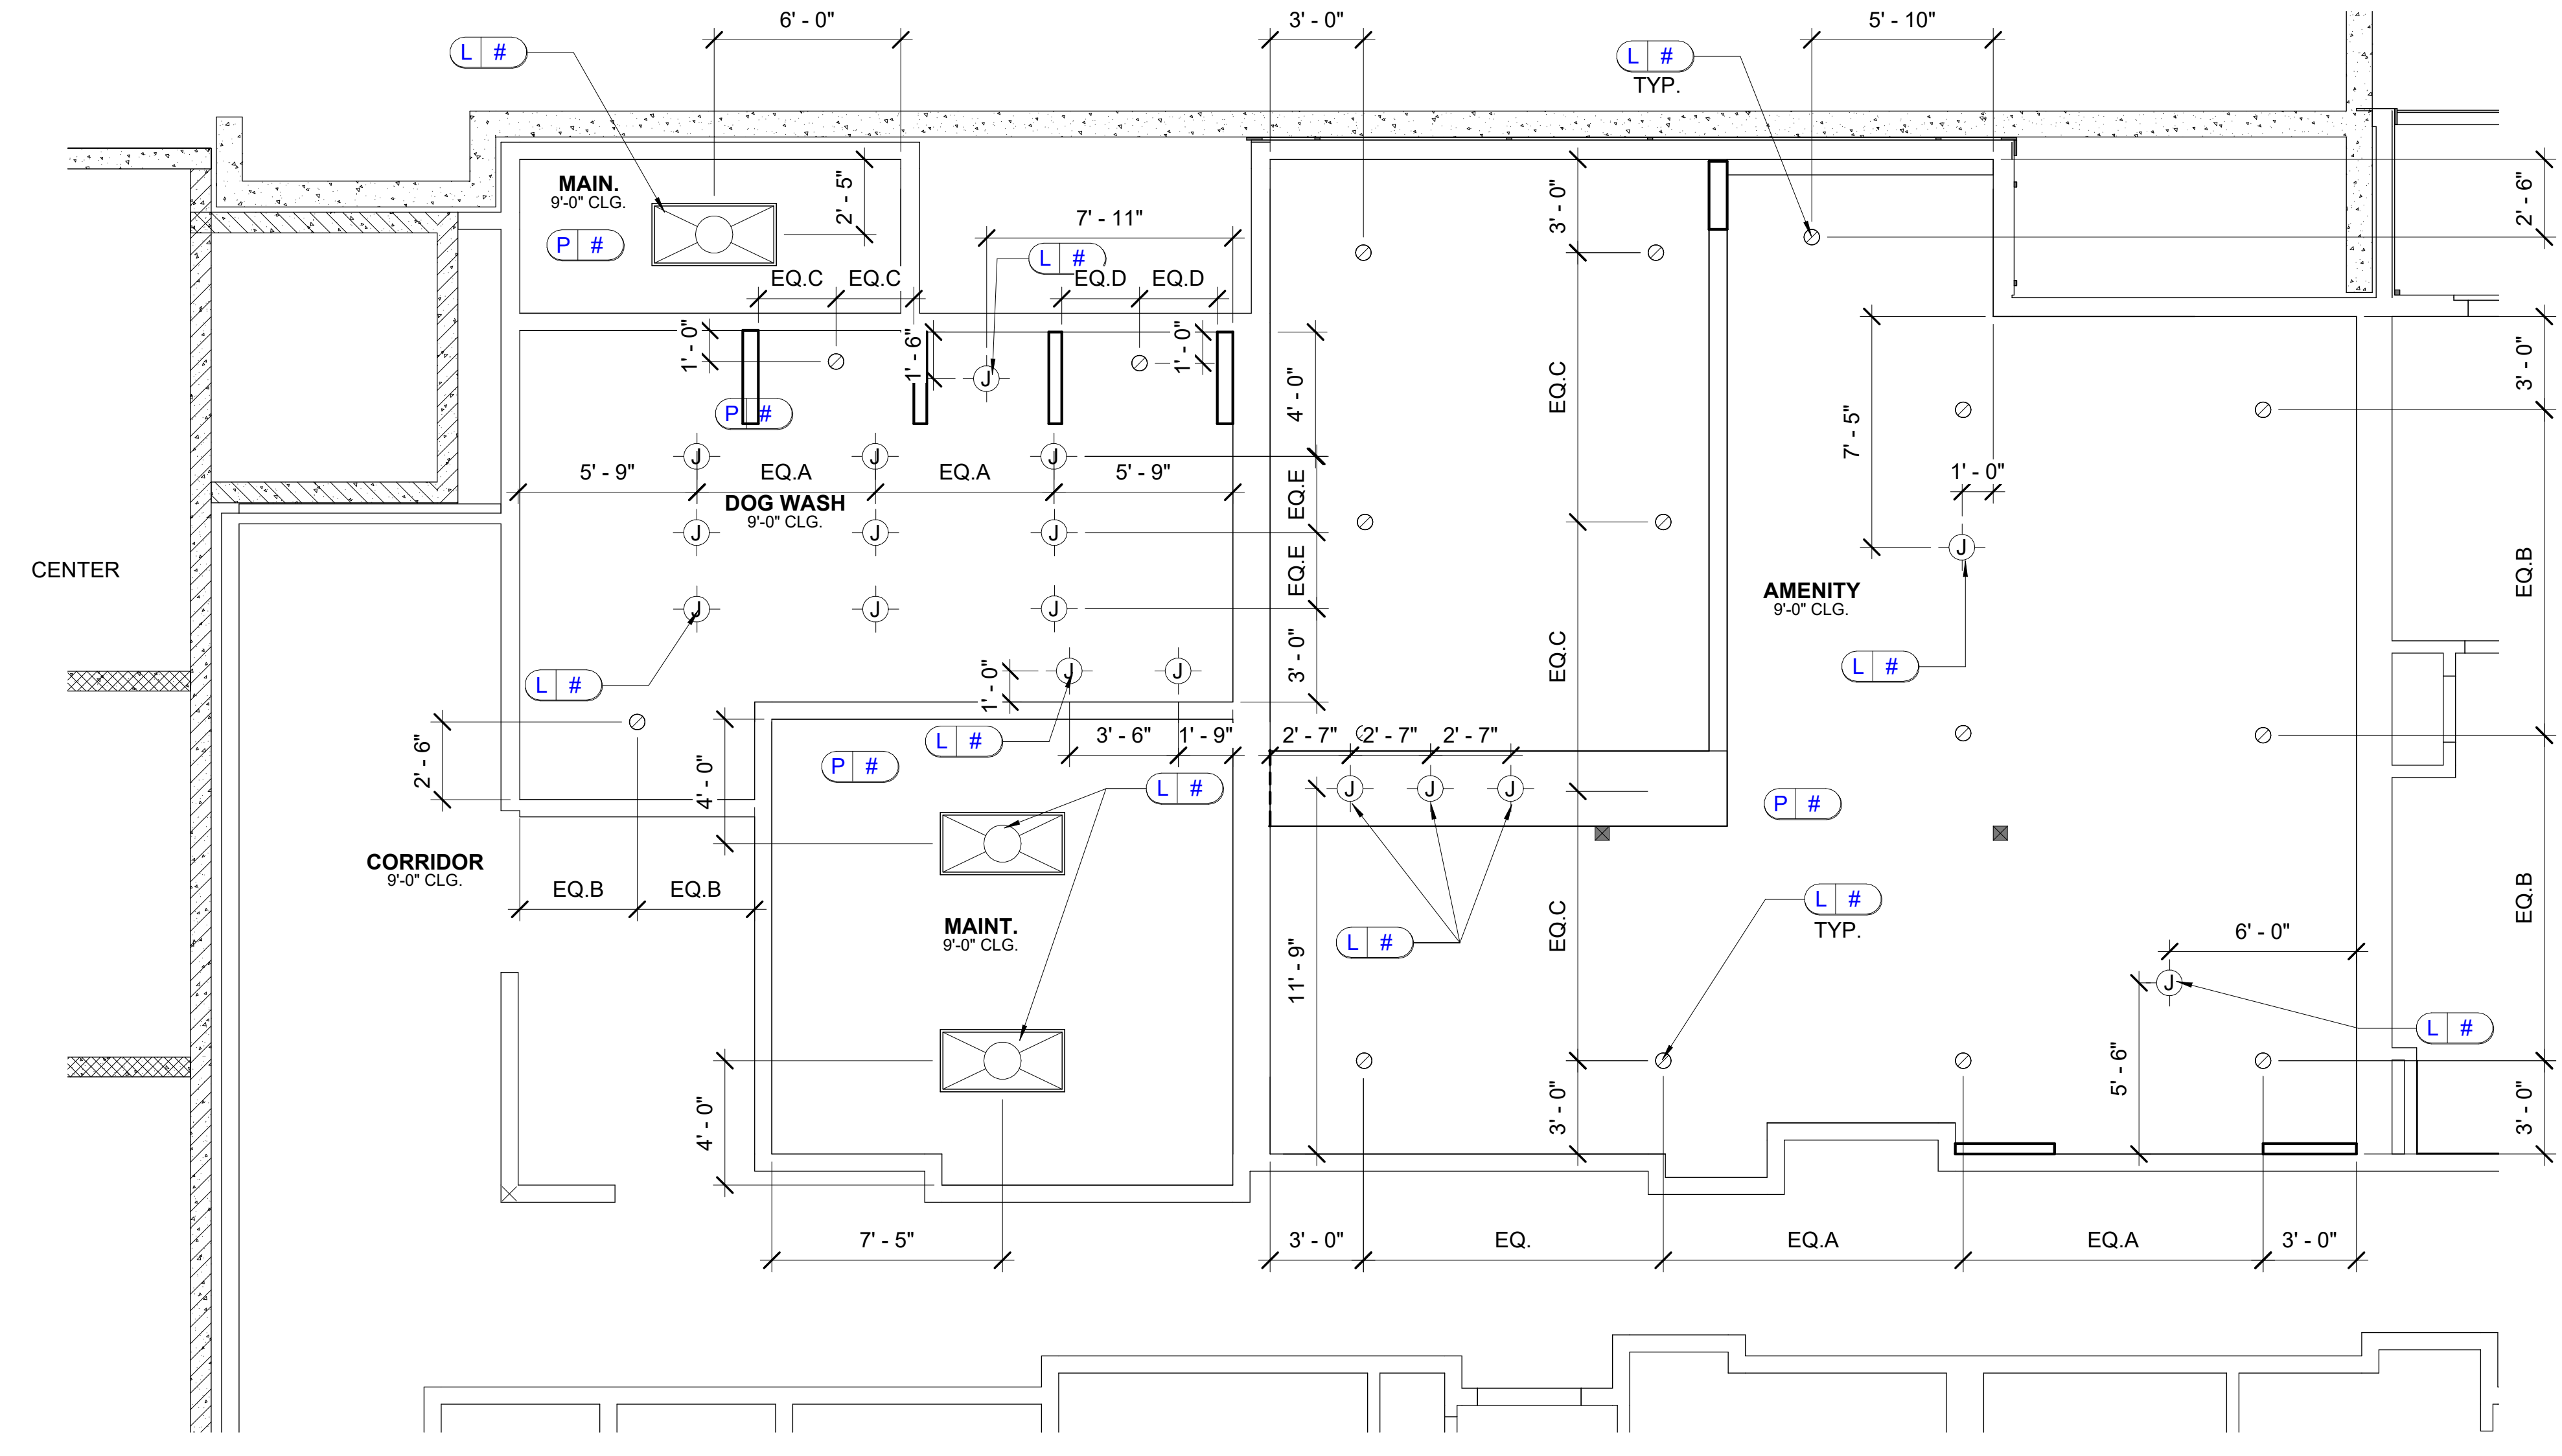 6' - 0"
3' - 0"
5' - 10"
L #
L #
TYP.
MAIN.
9'-0" CLG.
P #
2' - 5"
7' - 11"
L #
3' - 0"
2' - 6"
EQ.C
EQ.C
EQ.D
EQ.D
1' - 0"
1' - 6"
J
1' - 0"
3' - 0"
P #
4' - 0"
EQ.C
7' - 5"
J
J
J
5' - 9"
EQ.A
EQ.A
5' - 9"
1' - 0"
DOG WASH
9'-0" CLG.
EQ.E
J
J
J
J
CENTER
EQ.E
EQ.B
AMENITY
9'-0" CLG.
J
J
J
L #
L #
1' - 0"
J
J
3' - 0"
EQ.C
2' - 6"
L #
3' - 6"
1' - 9"
2' - 7"
2' - 7"
2' - 7"
4' - 0"
P #
L #
J
J
J
P #
CORRIDOR
9'-0" CLG.
EQ.B
EQ.B
MAINT.
9'-0" CLG.
L #
EQ.C
L #
TYP.
EQ.B
6' - 0"
11' - 9"
J
L #
5' - 6"
4' - 0"
3' - 0"
3' - 0"
7' - 5"
3' - 0"
EQ.
EQ.A
EQ.A
3' - 0"